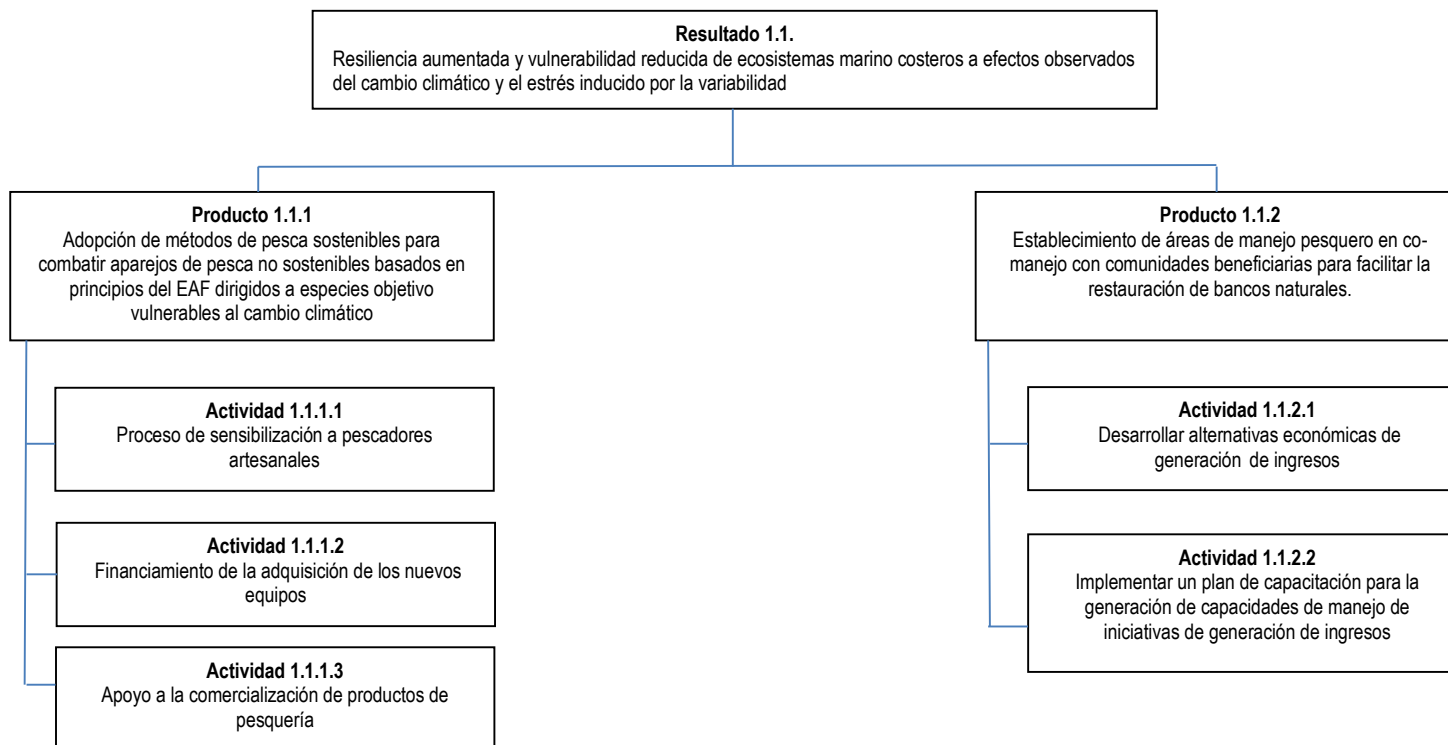 Resultado 1.1.
Resiliencia aumentada y vulnerabilidad reducida de ecosistemas marino costeros a efectos observados
del cambio climático y el estrés inducido por la variabilidad
Producto 1.1.1
Adopción de métodos de pesca sostenibles para
combatir aparejos de pesca no sostenibles basados en
principios del EAF dirigidos a especies objetivo
vulnerables al cambio climático
Actividad 1.1.1.1
Proceso de sensibilización a pescadores
artesanales
Actividad 1.1.1.2
Financiamiento de la adquisición de los nuevos
equipos
Actividad 1.1.1.3
Apoyo a la comercialización de productos de
pesquería
Producto 1.1.2
Establecimiento de áreas de manejo pesquero en co-
manejo con comunidades beneficiarias para facilitar la
restauración de bancos naturales.
Actividad 1.1.2.1
Desarrollar alternativas económicas de
generación de ingresos
Actividad 1.1.2.2
Implementar un plan de capacitación para la
generación de capacidades de manejo de
iniciativas de generación de ingresos